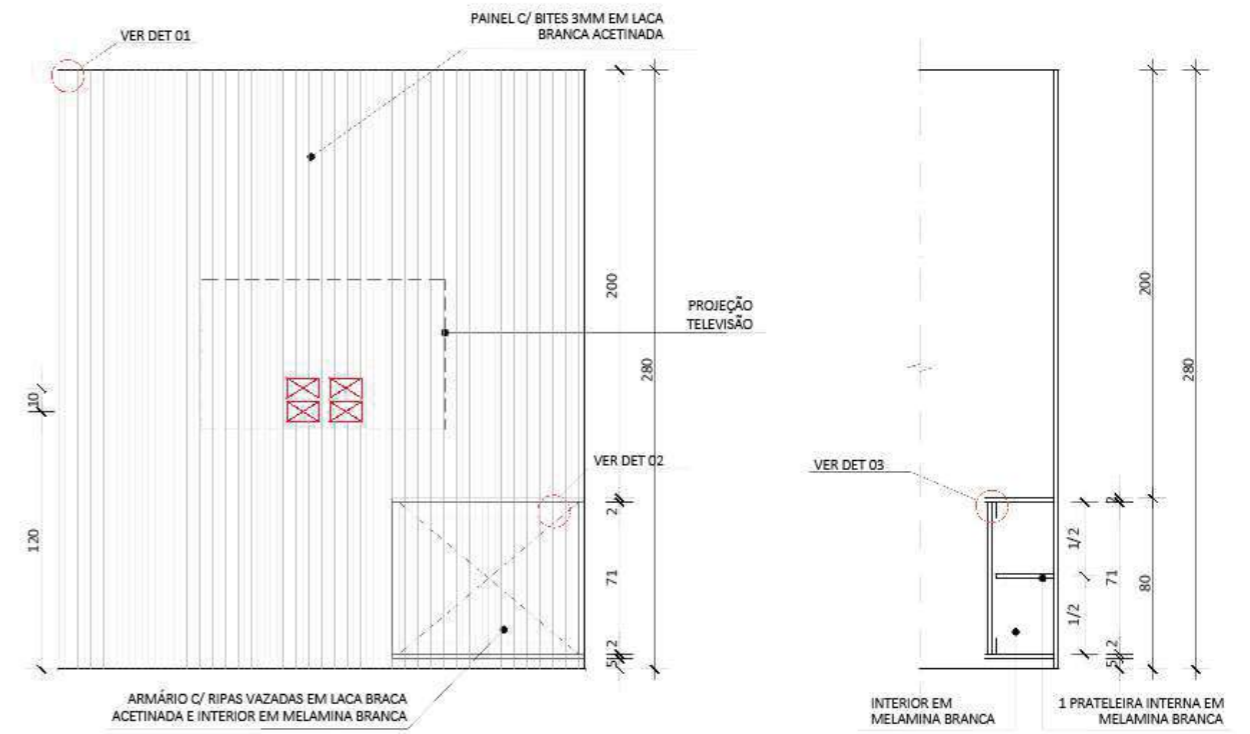 PAINEL C/ BITES 3MM EM LACA
BRANCA ACETINADA
VER DET 01
200
280
PROJEÇÃO
TELEVISÃO
10
120
VER DET 02
2
71
2
5
ARMÁRIO C/ RIPAS VAZADAS EM LACA BRACA
ACETINADA E INTERIOR EM MELAMINA BRANCA
200
280
VER DET 03
1/2
1/2
2
71
2
5
80
INTERIOR EM
MELAMINA BRANCA
1 PRATELEIRA INTERNA EM
MELAMINA BRANCA